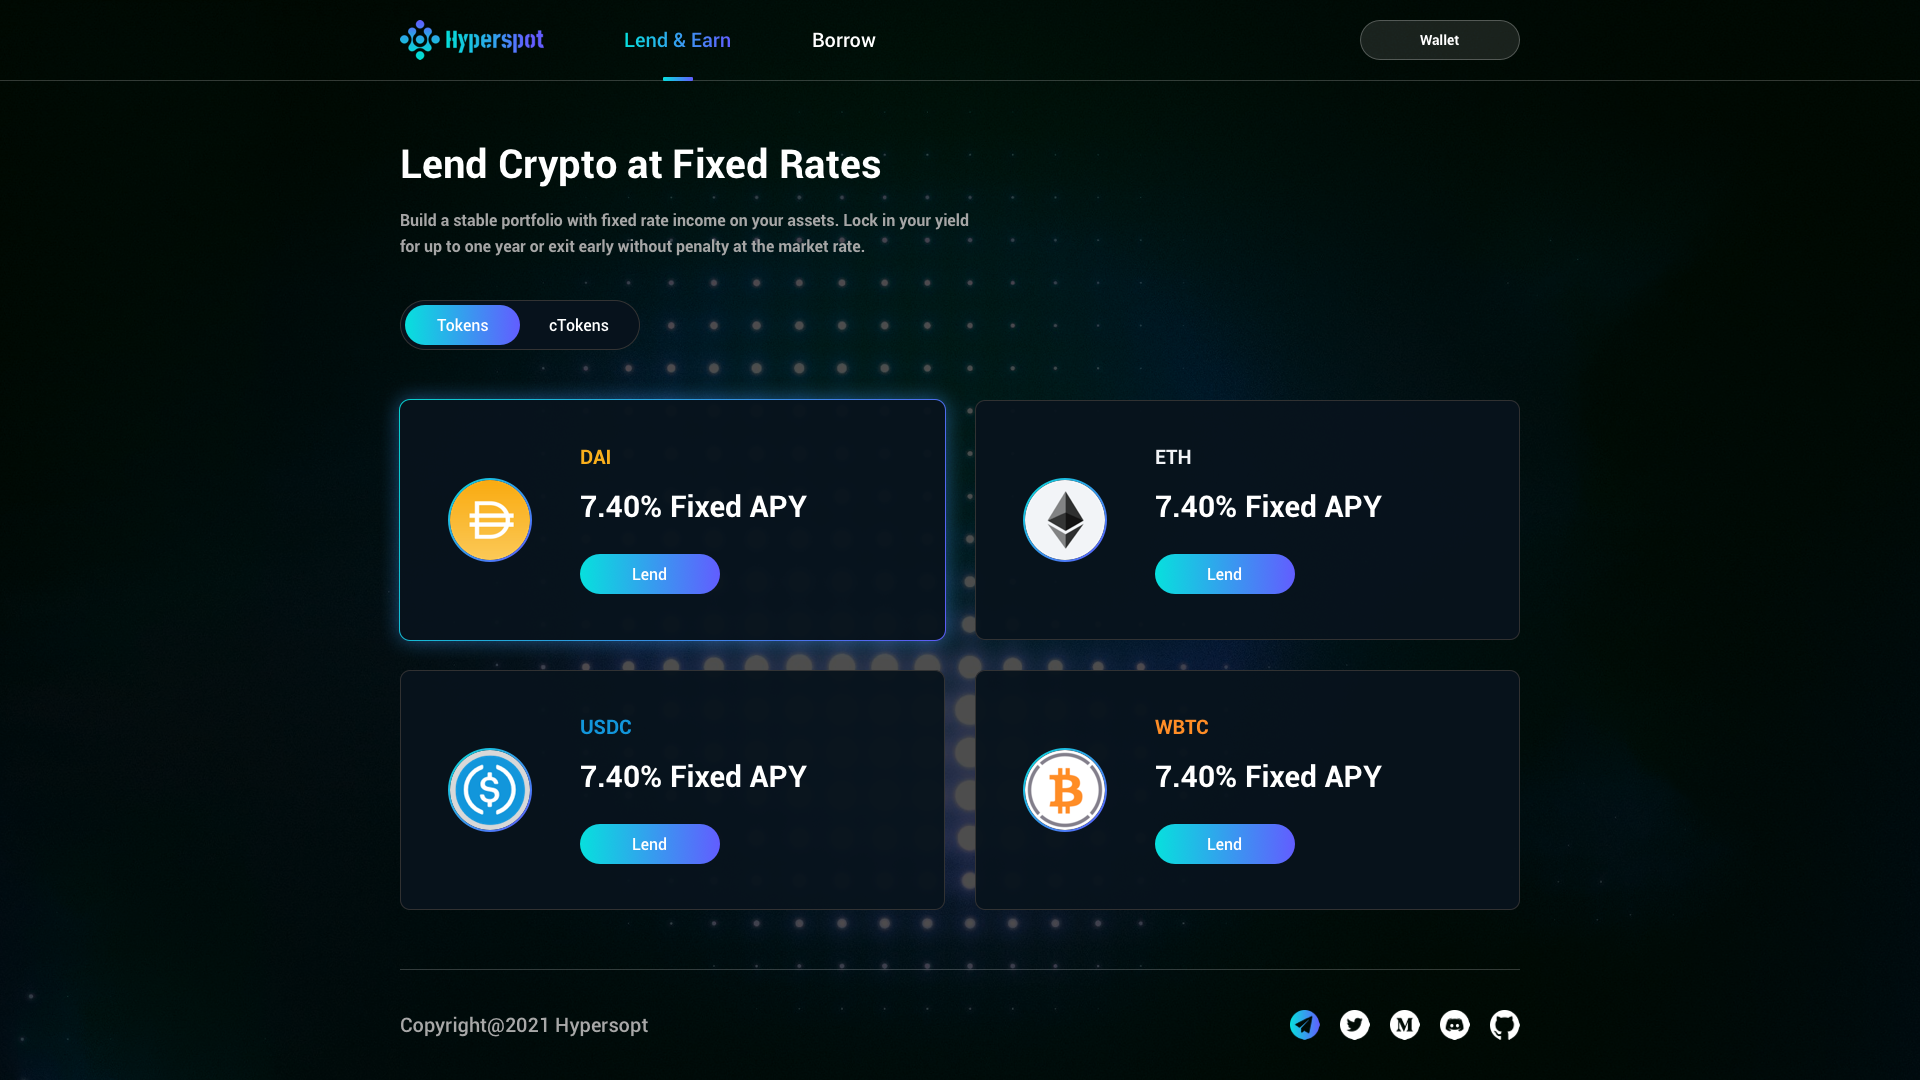 Hyperspot
Lend & Earn
Borrow
Wallet
Lend Crypto at Fixed Rates
Build a stable portfolio with fixed rate income on your assets. Lock in your yield
for up to one year or exit early without penalty at the market rate.
Tokens
cTokens
DAI
7.40% Fixed APY
Lend
ETH
7.40% Fixed APY
Lend
USDC
7.40% Fixed APY
Lend
WBTC
7.40% Fixed APY
Lend
Copyright@2021 Hypersopt